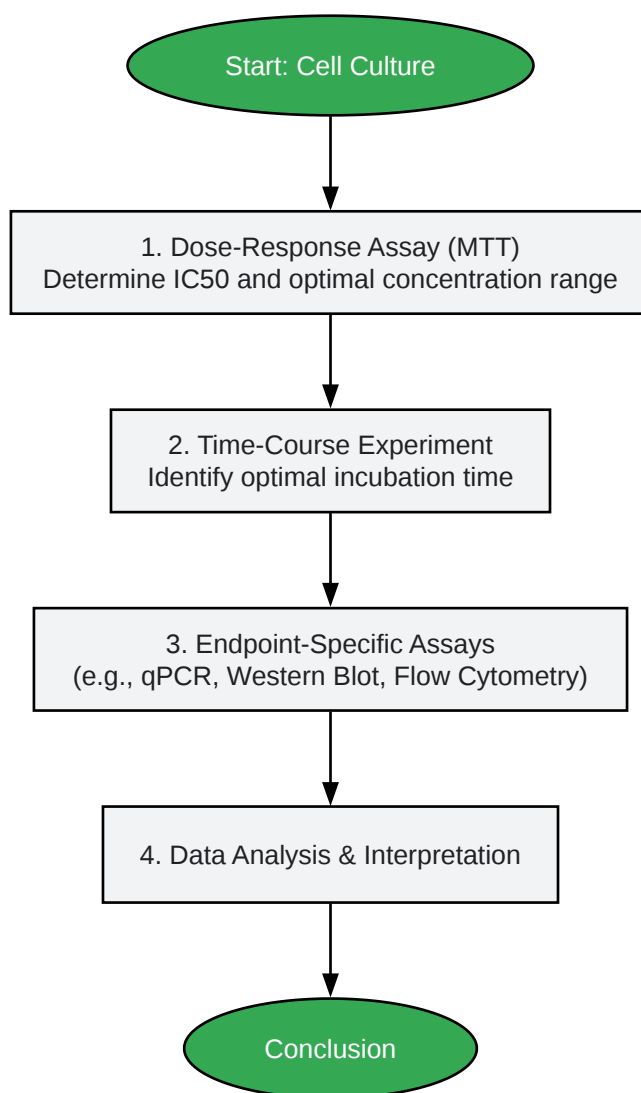 Start: Cell Culture
1. Dose-Response Assay (MTT)
Determine IC50 and optimal concentration range
2. Time-Course Experiment
Identify optimal incubation time
3. Endpoint-Specific Assays
(e.g., qPCR, Western Blot, Flow Cytometry)
4. Data Analysis & Interpretation
Conclusion